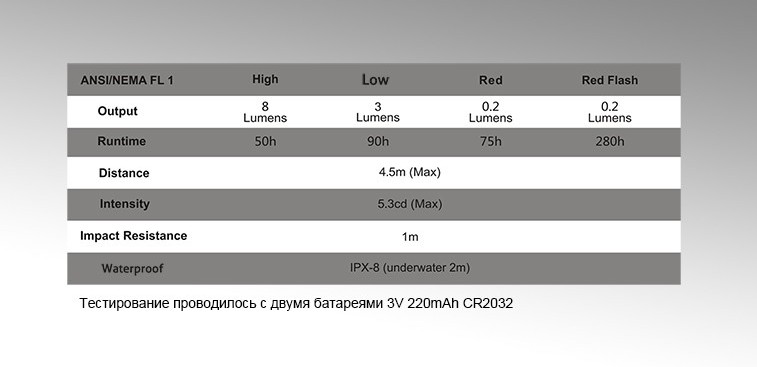 ANSI/NEMA FL 1 High Low Red Red Flash
Output 8 Lumens 3 Lumens 0.2 Lumens 0.2 Lumens
Runtime 50h 90h 75h 280h
Distance 4.5m (Max)
Intensity 5.3cd (Max)
Impact Resistance 1m
Waterproof IPX-8 (underwater 2m)
Тестирование проводилось с двумя батареями 3V 220mAh CR2032